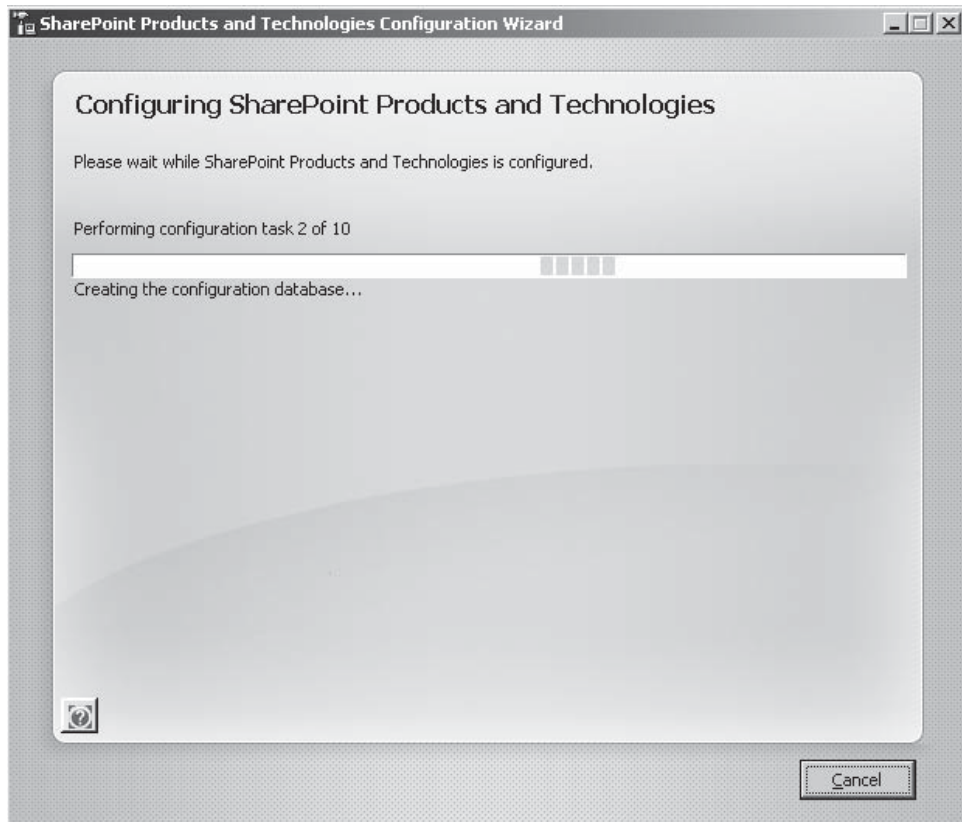 SharePoint Products and Technologies Configuration Wizard
Configuring SharePoint Products and Technologies
Please wait while SharePoint Products and Technologies is configured.
Performing configuration task 2 of 10
Creating the configuration database...
?
Cancel